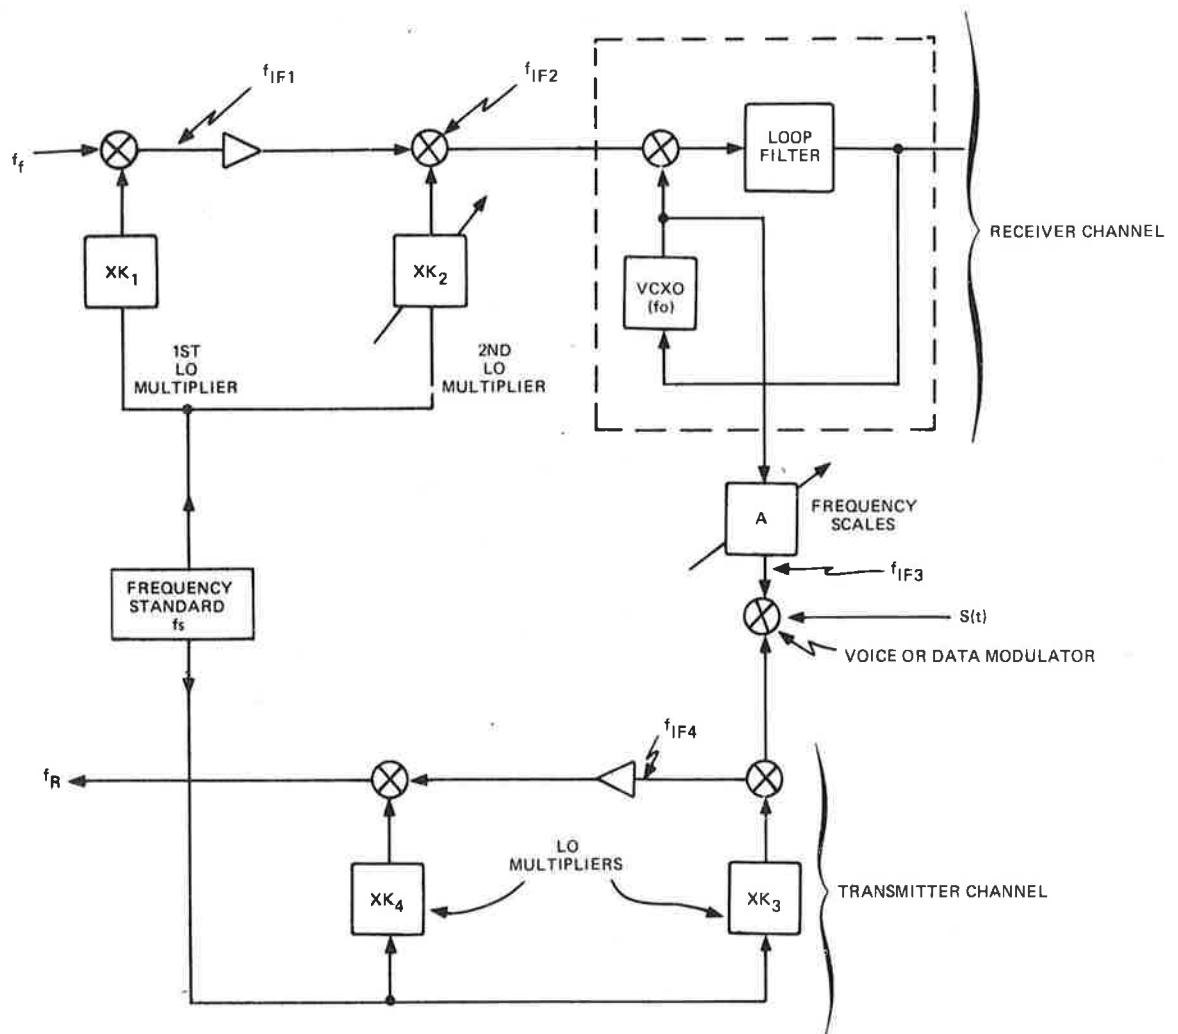 fIF1
fIF2
ff
LOOP
FILTER
XK1
XK2
VCXO
(fo)
RECEIVER CHANNEL
1ST
LO
MULTIPLIER
2ND
LO
MULTIPLIER
A
FREQUENCY
SCALES
fIF3
FREQUENCY
STANDARD
fs
S(t)
VOICE OR DATA MODULATOR
fIF4
fR
LO
MULTIPLIERS
XK4
XK3
TRANSMITTER CHANNEL